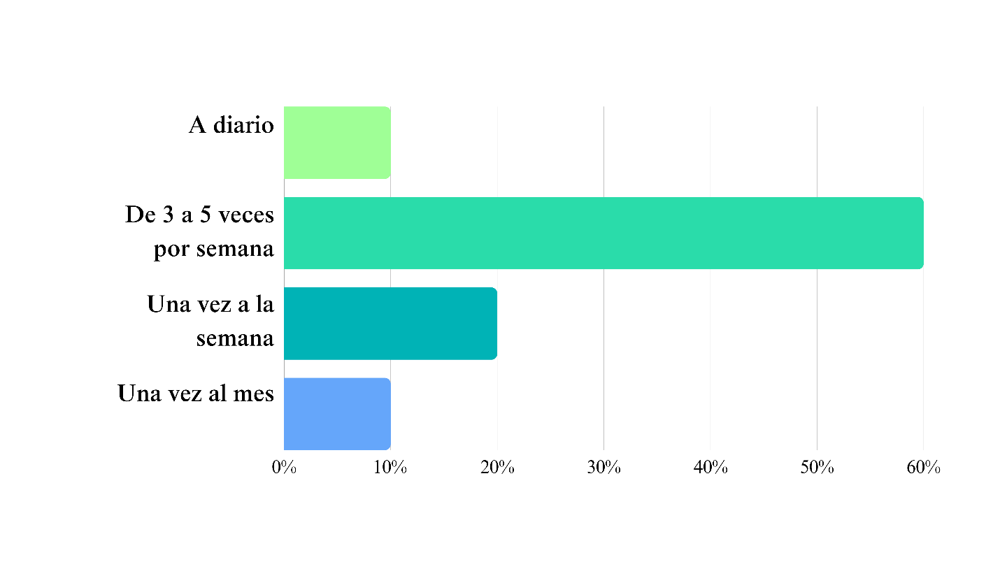 A diario
De 3 a 5 veces
por semana
Una vez a la
semana
Una vez al mes
0% 10% 20% 30% 40% 50% 60%